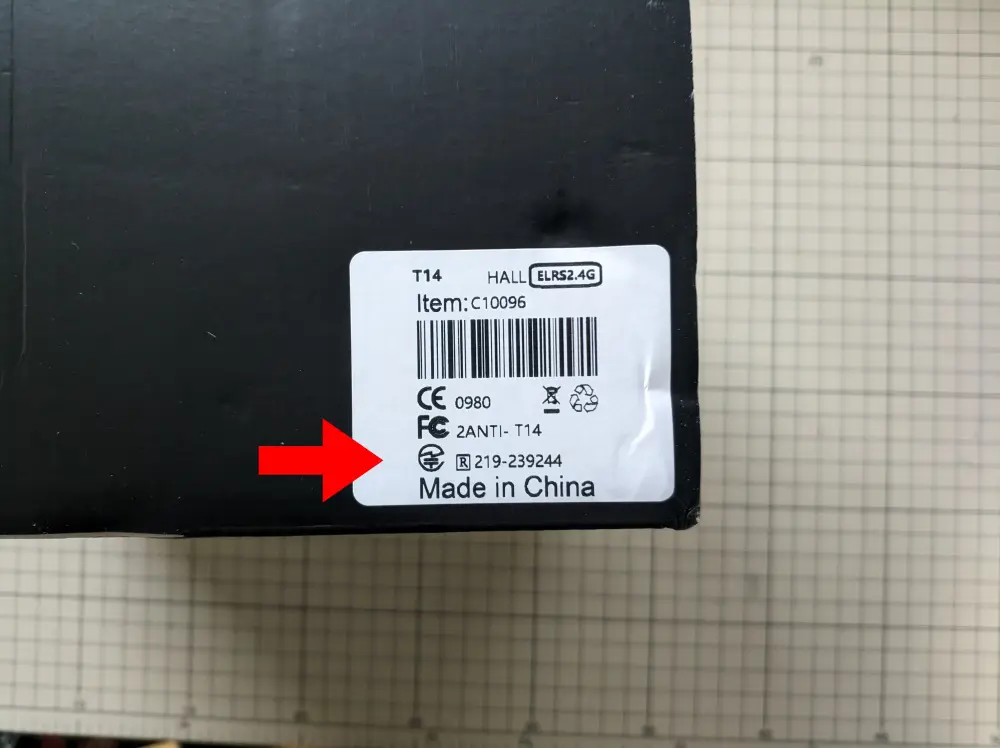 T14 HALL ELRS2.4G
Item: C10096
CE 0980
FC 2ANTI- T14
R 219-239244
Made in China